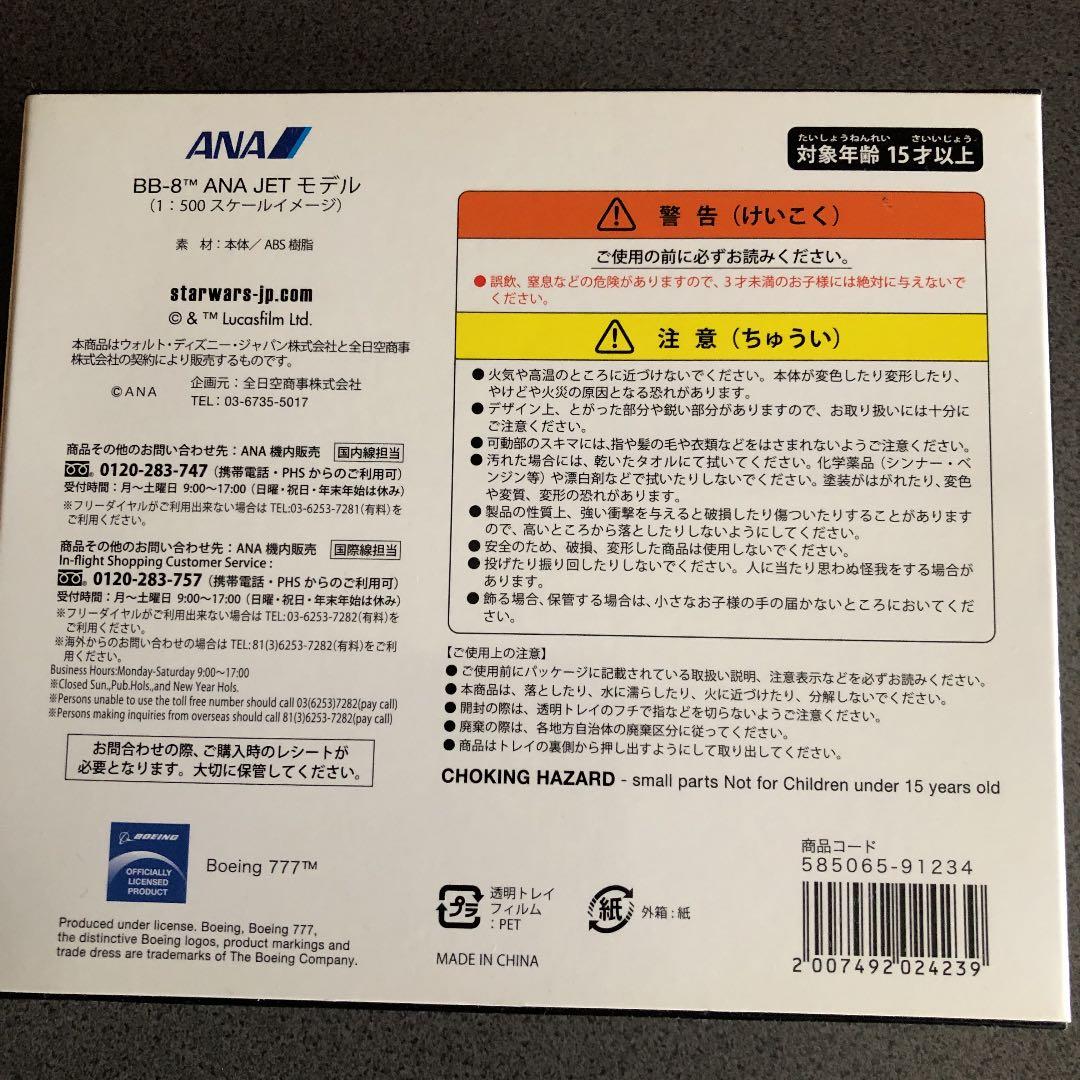 ANA
BB-8™ ANA JET モデル
(1：500 スケールイメージ)
素　材：本体／ABS 樹脂
starwars-jp.com
© & ™ Lucasfilm Ltd.
本商品はウォルト・ディズニー・ジャパン株式会社と全日空商事
株式会社の契約により販売するものです。
©ANA
企画元：全日空商事株式会社
TEL：03-6735-5017
商品その他のお問い合わせ先：ANA 機内販売 国内線担当
0120-283-747 (携帯電話・PHS からのご利用可)
受付時間：月〜土曜日 9:00〜17:00 (日曜・祝日・年末年始は休み)
※フリーダイヤルがご利用出来ない場合は TEL:03-6253-7281(有料)を
ご利用ください。
商品その他のお問い合わせ先：ANA 機内販売 国際線担当
In-flight Shopping Customer Service :
0120-283-757 (携帯電話・PHS からのご利用可)
受付時間：月〜土曜日 9:00〜17:00 (日曜・祝日・年末年始は休み)
※フリーダイヤルがご利用出来ない場合は TEL:03-6253-7282(有料)を
ご利用ください。
※海外からのお問い合わせの場合は TEL:81(3)6253-7282(有料)をご利
用ください。
Business Hours:Monday-Saturday 9:00〜17:00
※Closed Sun.,Pub.Hols.,and New Year Hols.
※Persons unable to use the toll free number should call 03(6253)7282(pay call)
※Persons making inquiries from overseas should call 81(3)6253-7282(pay call)
お問合わせの際、ご購入時のレシートが
必要となります。大切に保管してください。
BOEING
OFFICIALLY
LICENSED
PRODUCT
Boeing 777™
Produced under license. Boeing, Boeing 777,
the distinctive Boeing logos, product markings and
trade dress are trademarks of The Boeing Company.
たいしょうねんれい　さいいじょう
対象年齢 15才以上
警 告 (けいこく)
ご使用の前に必ずお読みください。
●誤飲、窒息などの危険がありますので、3才未満のお子様には絶対に与えないで
ください。
注 意 (ちゅうい)
●火気や高温のところに近づけないでください。本体が変色したり変形したり、
やけどや火災の原因となる恐れがあります。
●デザイン上、とがった部分や鋭い部分がありますので、お取り扱いには十分に
ご注意ください。
●可動部のスキマには、指や髪の毛や衣類などをはさまれないようご注意ください。
●汚れた場合には、乾いたタオルにて拭いてください。化学薬品 (シンナー・ベ
ンジン等) や漂白剤などで拭いたりしないでください。塗装がはがれたり、変色
や変質、変形の恐れがあります。
●製品の性質上、強い衝撃を与えると破損したり傷ついたりすることがあります
ので、高いところから落としたりしないようにしてください。
●安全のため、破損、変形した商品は使用しないでください。
●投げたり振り回したりしないでください。人に当たり思わぬ怪我をする場合が
あります。
●飾る場合、保管する場合は、小さなお子様の手の届かないところにおいてくだ
さい。
【ご使用上の注意】
●ご使用前にパッケージに記載されている取扱い説明、注意表示などを必ずお読みください。
●本商品は、落としたり、水に濡らしたり、火に近づけたり、分解しないでください。
●開封の際は、透明トレイのフチで指などを切らないようご注意ください。
●廃棄の際は、各地方自治体の廃棄区分に従ってください。
●商品はトレイの裏側から押し出すようにして取り出してください。
CHOKING HAZARD - small parts Not for Children under 15 years old
プラ
透明トレイ
フィルム
：PET
紙
外箱：紙
MADE IN CHINA
商品コード
585065-91234
2 007492 024239